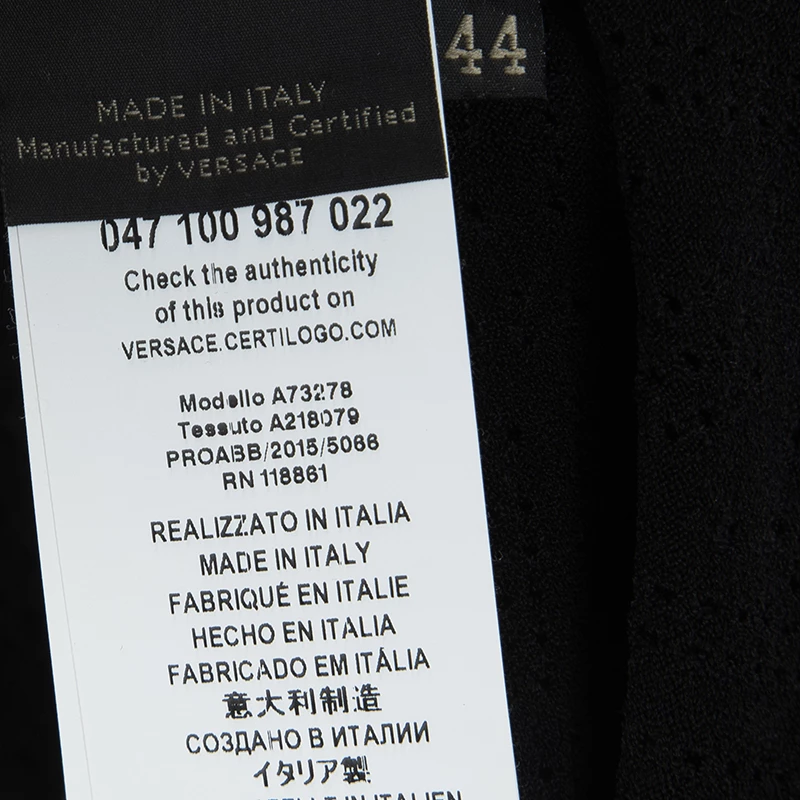 44
MADE IN ITALY
Manufactured and Certified
by VERSACE
047 100 987 022
Check the authenticity
of this product on
VERSACE.CERTILOGO.COM
Modello A73278
Tessuto A218079
PROABB/2015/5066
RN 118861
REALIZZATO IN ITALIA
MADE IN ITALY
FABRIQUÉ EN ITALIE
HECHO EN ITALIA
FABRICADO EM ITÁLIA
意大利制造
СОЗДАНО В ИТАЛИИ
イタリア製
IN ITALIEN